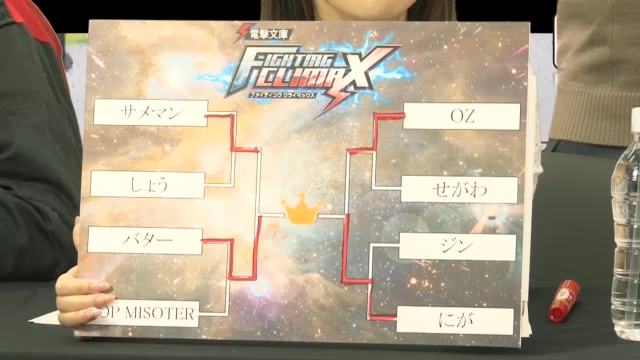 電撃文庫
FIGHTING
CLIMAX
ファイティング クライマックス
サメマン
しょう
バター
OP MISOTER
OZ
せがわ
ジン
にが